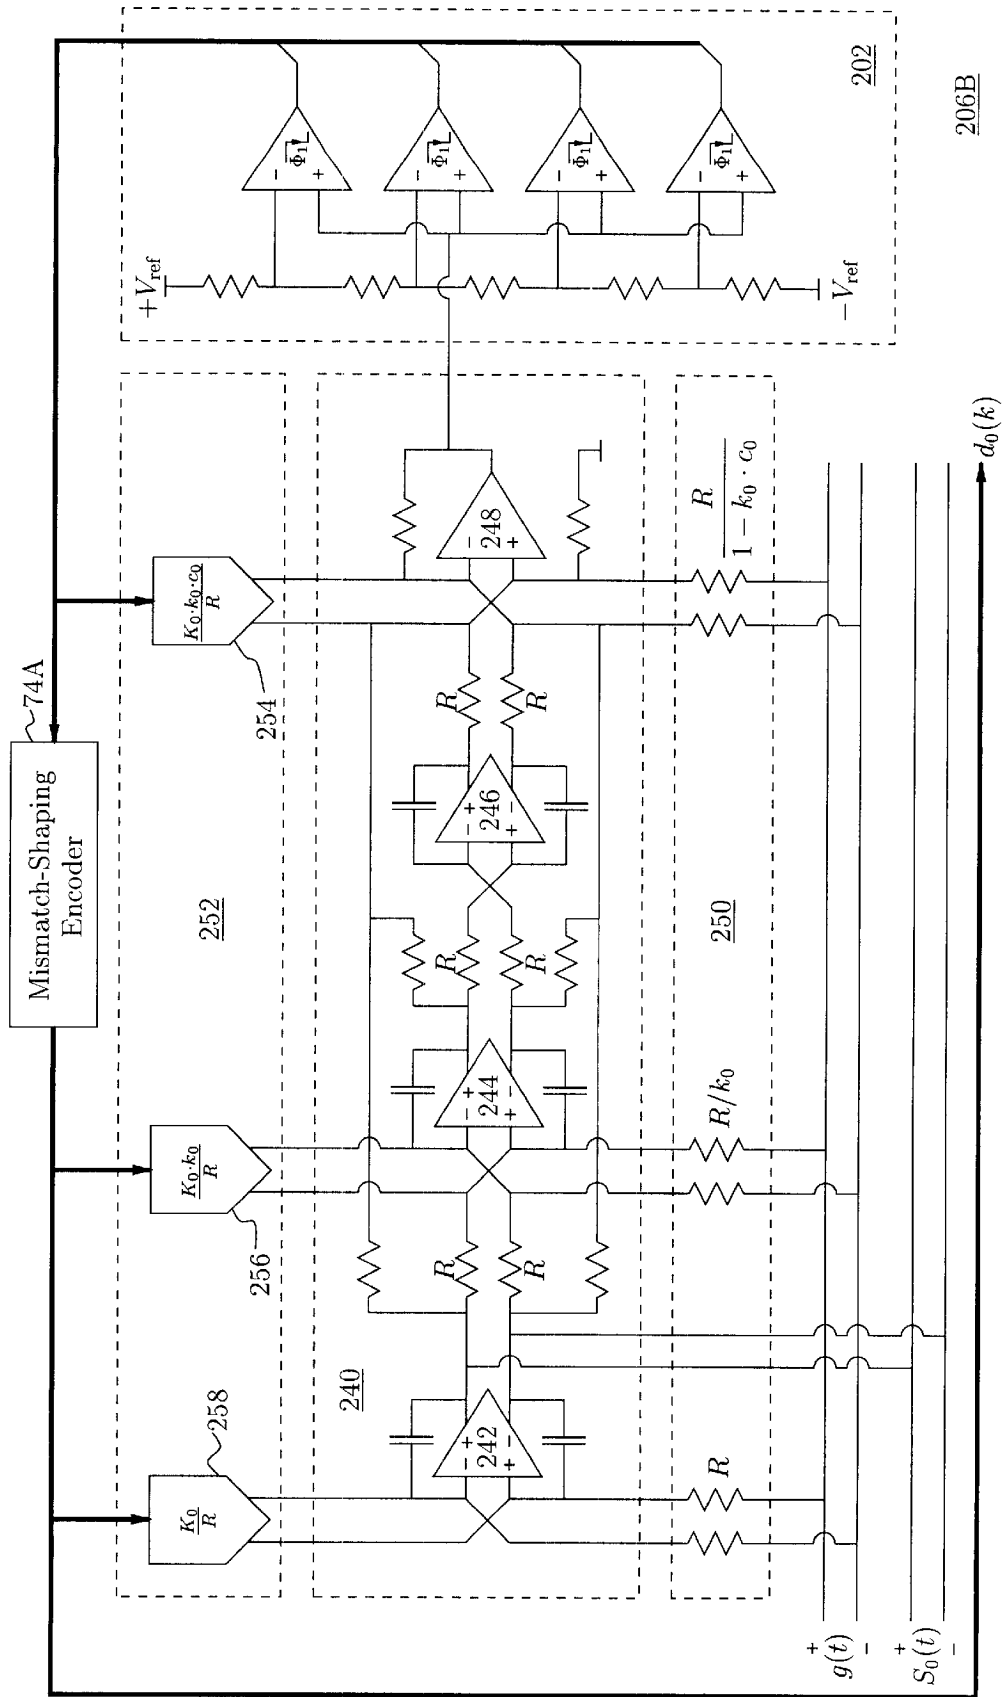 74A
Mismatch-Shaping
Encoder
258
K₀
R
256
K₀·k₀
R
254
K₀·k₀·c₀
R
252
+V_ref
−
+
Φ₁
−
+
Φ₁
−
+
Φ₁
−
+
Φ₁
−V_ref
202
206B
240
− +
242
+ −
R
R
− +
244
+ −
R
R
− +
246
+ −
R
R
−
248
+
250
R
R/k₀
R
1 − k₀ · c₀
+
g(t)
−
+
S₀(t)
−
d₀(k)